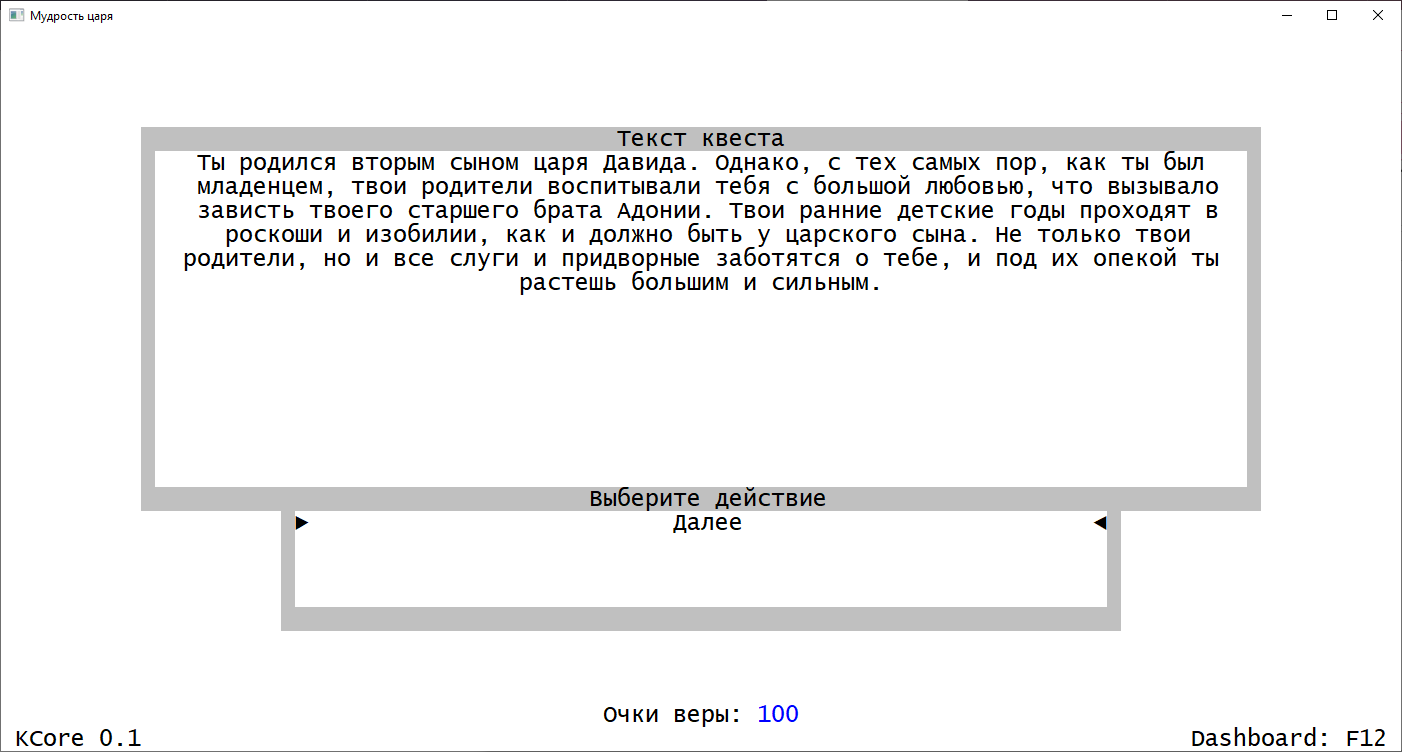 Мудрость царя
Текст квеста
Ты родился вторым сыном царя Давида. Однако, с тех самых пор, как ты был
младенцем, твои родители воспитывали тебя с большой любовью, что вызывало
зависть твоего старшего брата Адонии. Твои ранние детские годы проходят в
роскоши и изобилии, как и должно быть у царского сына. Не только твои
родители, но и все слуги и придворные заботятся о тебе, и под их опекой ты
растешь большим и сильным.
Выберите действие
Далее
Очки веры: 100
KCore 0.1
Dashboard: F12